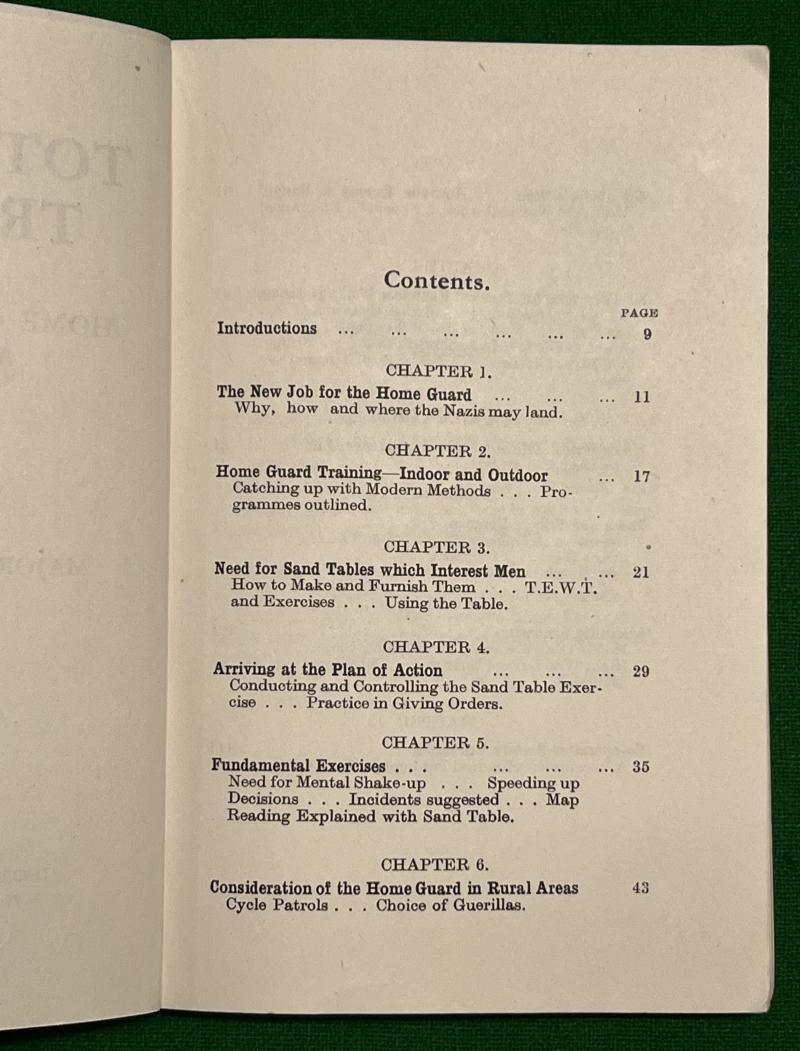 Contents.
PAGE
Introductions ... ... ... ... ... ... 9
CHAPTER 1.
The New Job for the Home Guard ... ... ... 11
Why, how and where the Nazis may land.
CHAPTER 2.
Home Guard Training—Indoor and Outdoor ... 17
Catching up with Modern Methods . . . Pro-
grammes outlined.
CHAPTER 3.
Need for Sand Tables which Interest Men ... ... 21
How to Make and Furnish Them . . . T.E.W.T.
and Exercises . . . Using the Table.
CHAPTER 4.
Arriving at the Plan of Action ... ... ... 29
Conducting and Controlling the Sand Table Exer-
cise . . . Practice in Giving Orders.
CHAPTER 5.
Fundamental Exercises . . . ... ... ... 35
Need for Mental Shake-up . . . Speeding up
Decisions . . . Incidents suggested . . . Map
Reading Explained with Sand Table.
CHAPTER 6.
Consideration of the Home Guard in Rural Areas 43
Cycle Patrols . . . Choice of Guerillas.